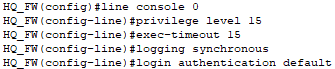 HQ_FW(config)#line console 0
HQ_FW(config-line)#privilege level 15
HQ_FW(config-line)#exec-timeout 15
HQ_FW(config-line)#logging synchronous
HQ_FW(config-line)#login authentication default